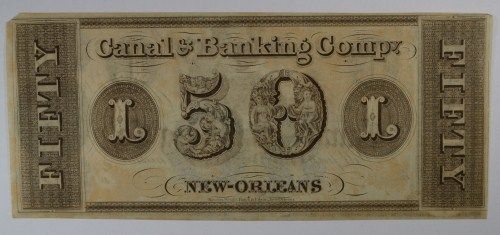 FIFTY
Canal & Banking Compy
L 50 L
NEW-ORLEANS
FIFTY